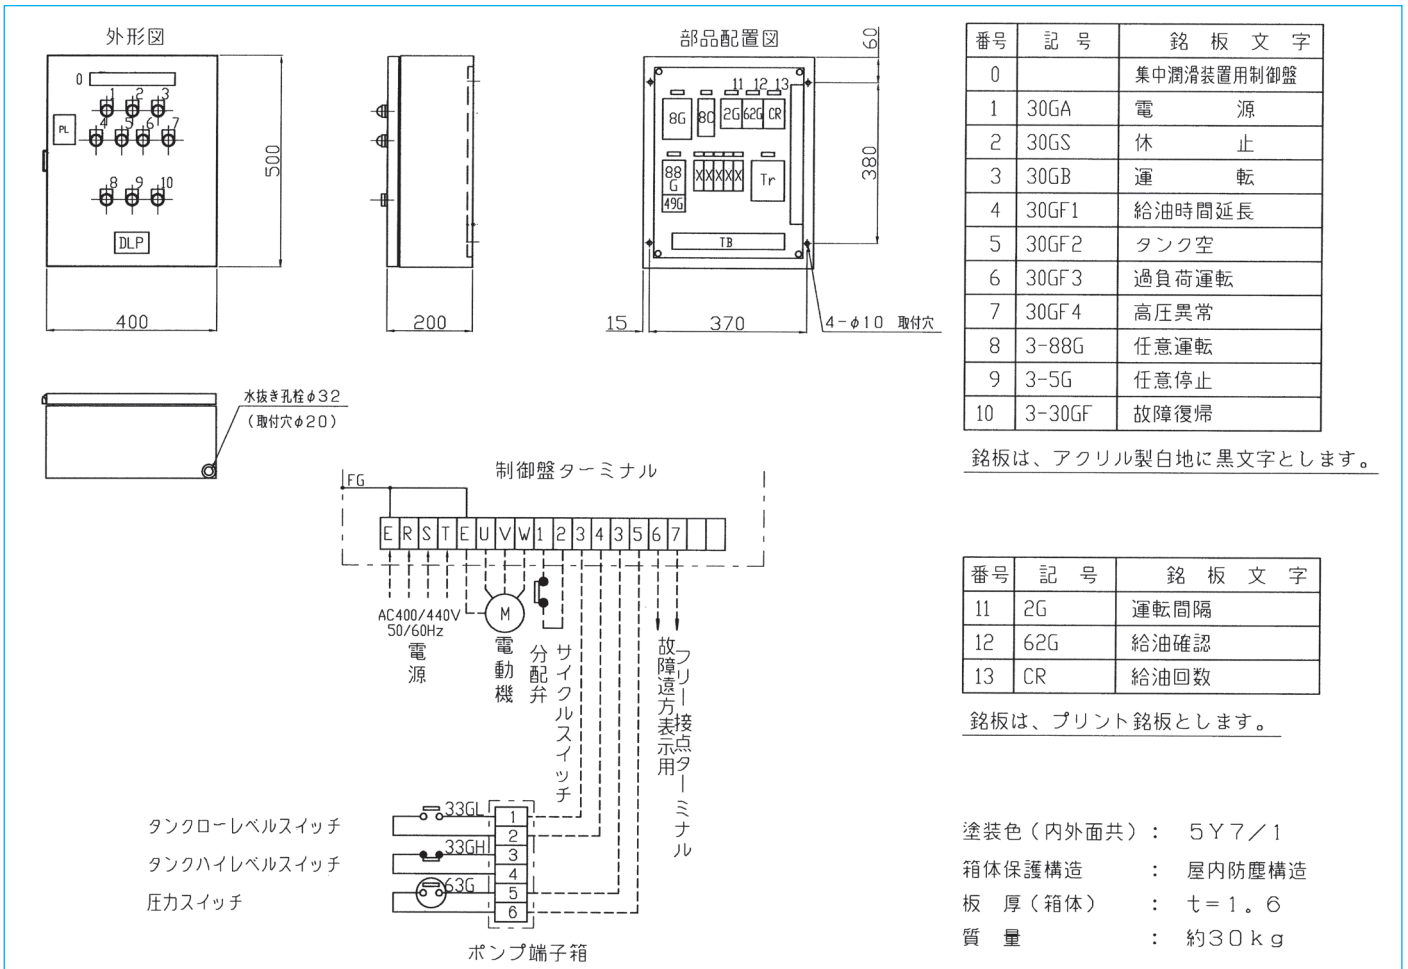 外形図
0
1 2 3
PL
4 5 6 7
8 9 10
DLP
500
400
200
部品配置図
11 12 13
8G 80 2G 62G CR
88
G
49G
X X X X X
Tr
TB
60
380
15
370
4-φ10 取付穴
水抜き孔栓φ32
(取付穴φ20)
番号 記号 銘板文字
0 集中潤滑装置用制御盤
1 30GA 電源
2 30GS 休止
3 30GB 運転
4 30GF1 給油時間延長
5 30GF2 タンク空
6 30GF3 過負荷運転
7 30GF4 高圧異常
8 3-88G 任意運転
9 3-5G 任意停止
10 3-30GF 故障復帰
銘板は、アクリル製白地に黒文字とします。
制御盤ターミナル
FG
E R S T E U V W 1 2 3 4 3 5 6 7
AC400/440V
50/60Hz
電源
M
電動機
分配弁
サイクルスイッチ
故障遠方表示用
フリー接点ターミナル
番号 記号 銘板文字
11 2G 運転間隔
12 62G 給油確認
13 CR 給油回数
銘板は、プリント銘板とします。
タンクローレベルスイッチ
33GL
1
2
タンクハイレベルスイッチ
33GH
3
4
圧力スイッチ
63G
5
6
ポンプ端子箱
塗装色(内外面共): 5Y7/1
箱体保護構造 : 屋内防塵構造
板 厚(箱体) : t=1。6
質 量 : 約30kg